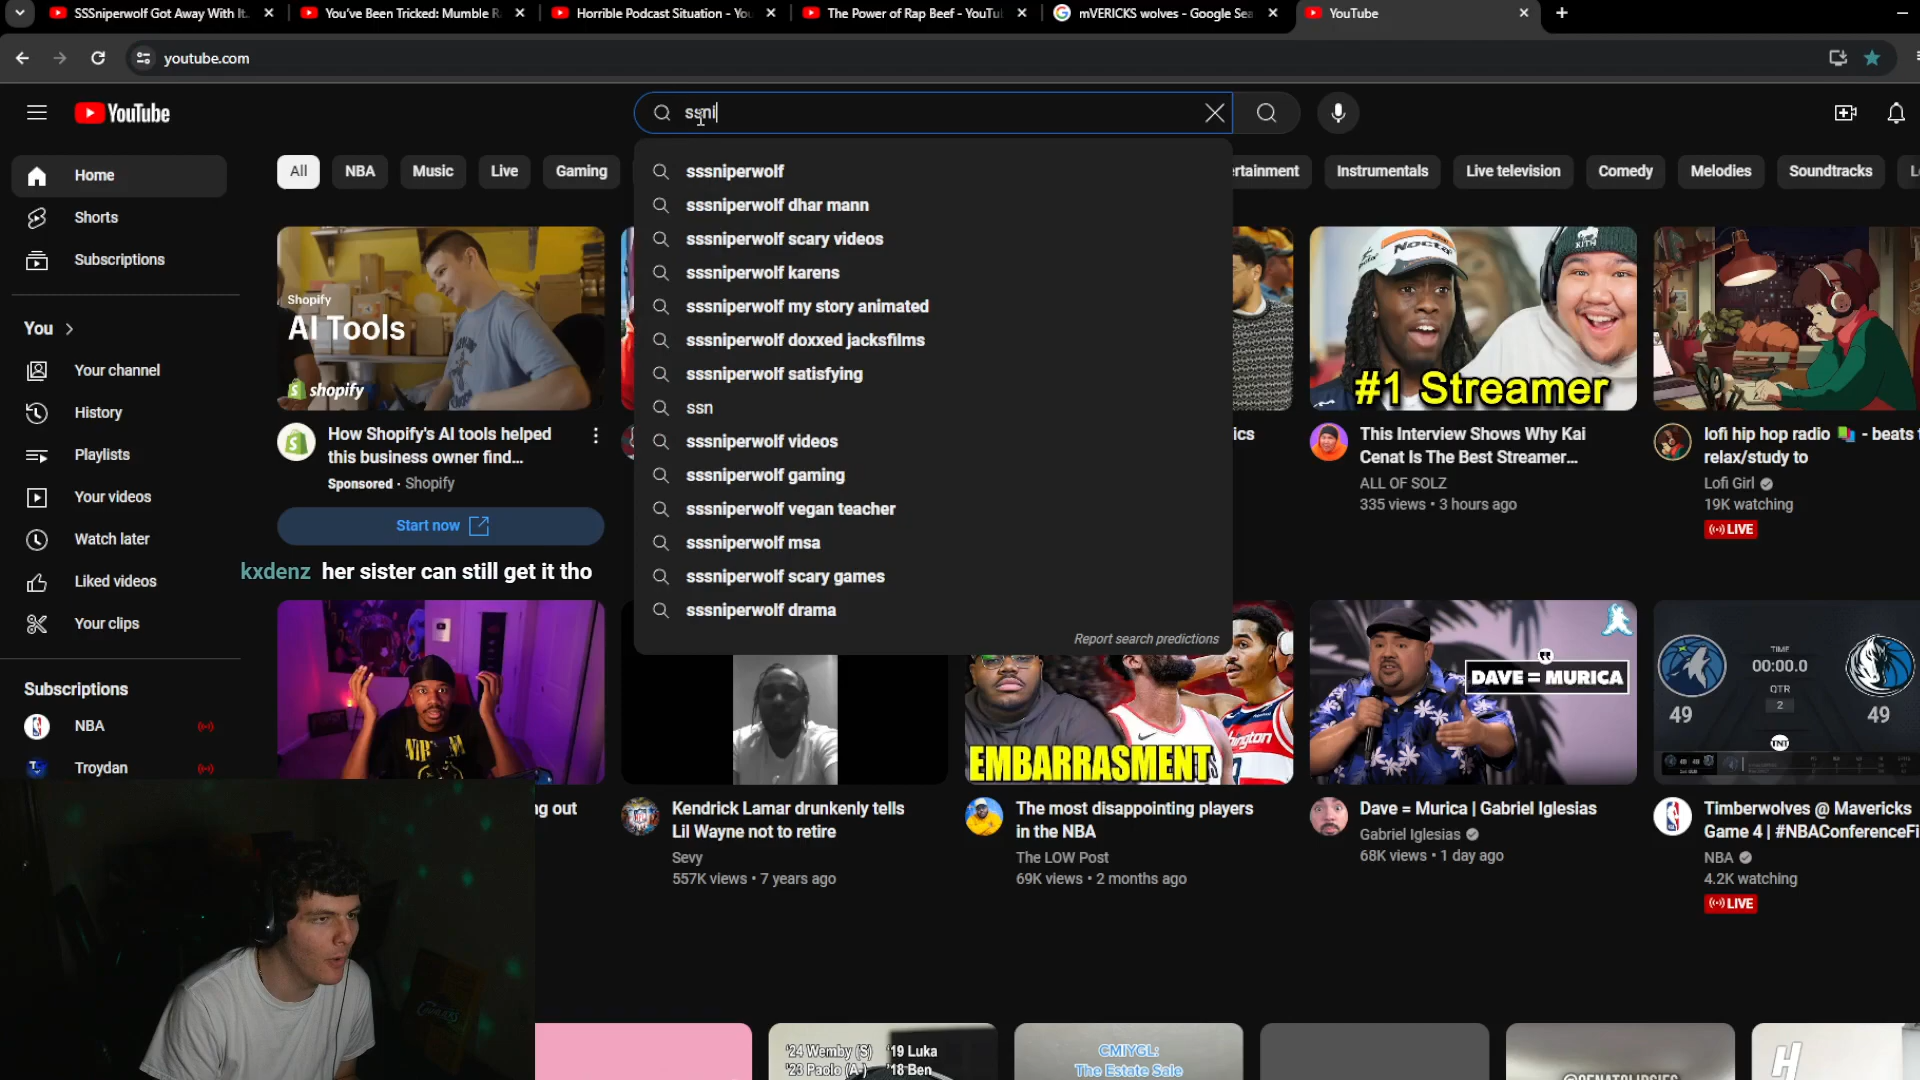 SSSniperwolf Got Away With It.
You've Been Tricked: Mumble R
Horrible Podcast Situation - You
The Power of Rap Beef - YouTu
mVERICKS wolves - Google Sea
YouTube
youtube.com
YouTube
ssni
All
NBA
Music
Live
Gaming
ertainment
Instrumentals
Live television
Comedy
Melodies
Soundtracks
Home
Shorts
Subscriptions
You
Your channel
History
Playlists
Your videos
Watch later
Liked videos
Your clips
Subscriptions
NBA
Troydan
sssniperwolf
sssniperwolf dhar mann
sssniperwolf scary videos
sssniperwolf karens
sssniperwolf my story animated
sssniperwolf doxxed jacksfilms
sssniperwolf satisfying
ssn
sssniperwolf videos
sssniperwolf gaming
sssniperwolf vegan teacher
sssniperwolf msa
sssniperwolf scary games
sssniperwolf drama
Report search predictions
Shopify
AI Tools
shopify
How Shopify's AI tools helped
this business owner find...
Sponsored · Shopify
Start now
kxdenz her sister can still get it tho
ics
Nocta
KITH
#1 Streamer
This Interview Shows Why Kai
Cenat Is The Best Streamer...
ALL OF SOLZ
335 views • 3 hours ago
lofi hip hop radio - beats t
relax/study to
Lofi Girl
19K watching
LIVE
NIRVANA
ng out
Kendrick Lamar drunkenly tells
Lil Wayne not to retire
Sevy
557K views • 7 years ago
EMBARRASMENT
The most disappointing players
in the NBA
The LOW Post
69K views • 2 months ago
DAVE = MURICA
Dave = Murica | Gabriel Iglesias
Gabriel Iglesias
68K views • 1 day ago
TIME
00:00.0
QTR
2
49
49
TNT
Timberwolves @ Mavericks
Game 4 | #NBAConferenceFi
NBA
4.2K watching
LIVE
'24 Wemby (S) '19 Luka
'23 Paolo (A-) '18 Ben
CMIYGL:
The Estate Sale